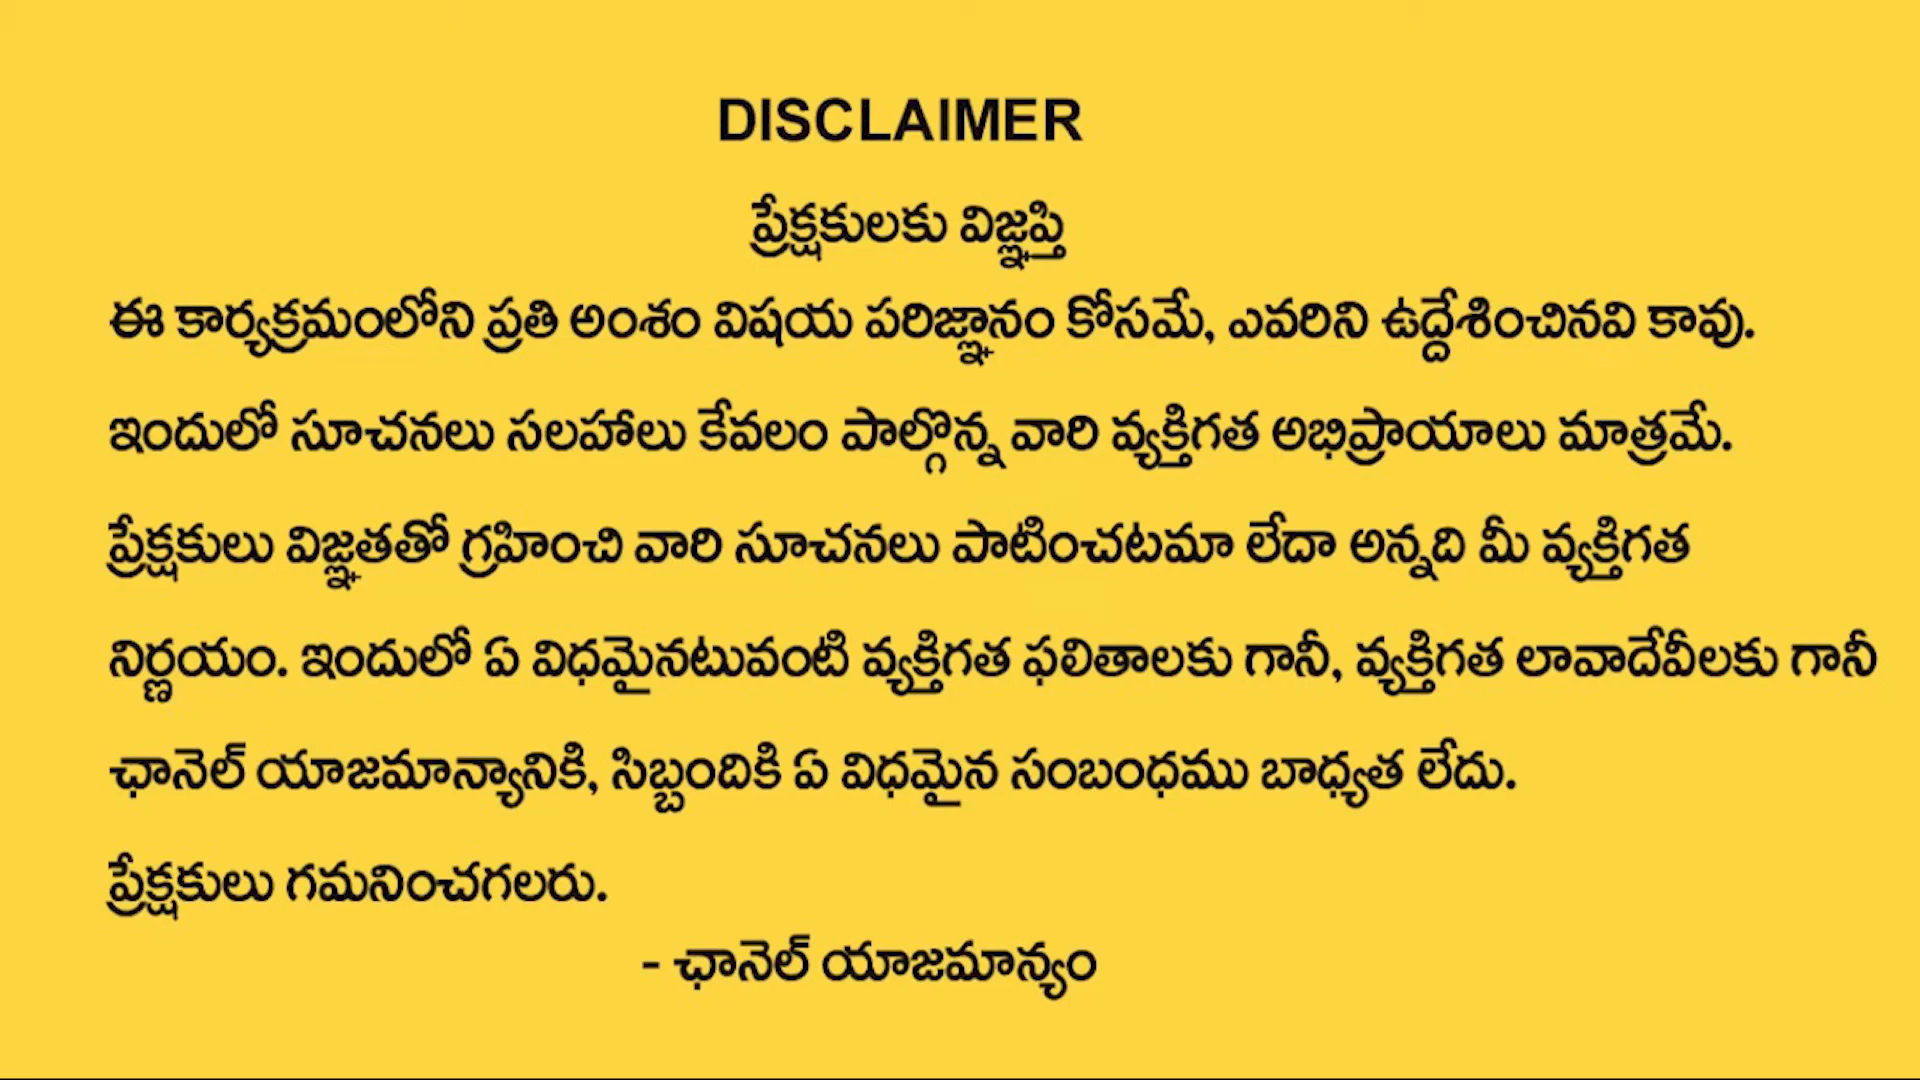 DISCLAIMER
ప్రేక్షకులకు విజ్ఞప్తి
ఈ కార్యక్రమంలోని ప్రతి అంశం విషయ పరిజ్ఞానం కోసమే, ఎవరిని ఉద్దేశించినవి కావు.
ఇందులో సూచనలు సలహాలు కేవలం పాల్గొన్న వారి వ్యక్తిగత అభిప్రాయాలు మాత్రమే.
ప్రేక్షకులు విజ్ఞతతో గ్రహించి వారి సూచనలు పాటించటమా లేదా అన్నది మీ వ్యక్తిగత
నిర్ణయం. ఇందులో ఏ విధమైనటువంటి వ్యక్తిగత ఫలితాలకు గానీ, వ్యక్తిగత లావాదేవీలకు గానీ
ఛానెల్ యాజమాన్యానికి, సిబ్బందికి ఏ విధమైన సంబంధము బాధ్యత లేదు.
ప్రేక్షకులు గమనించగలరు.
- ఛానెల్ యాజమాన్యం